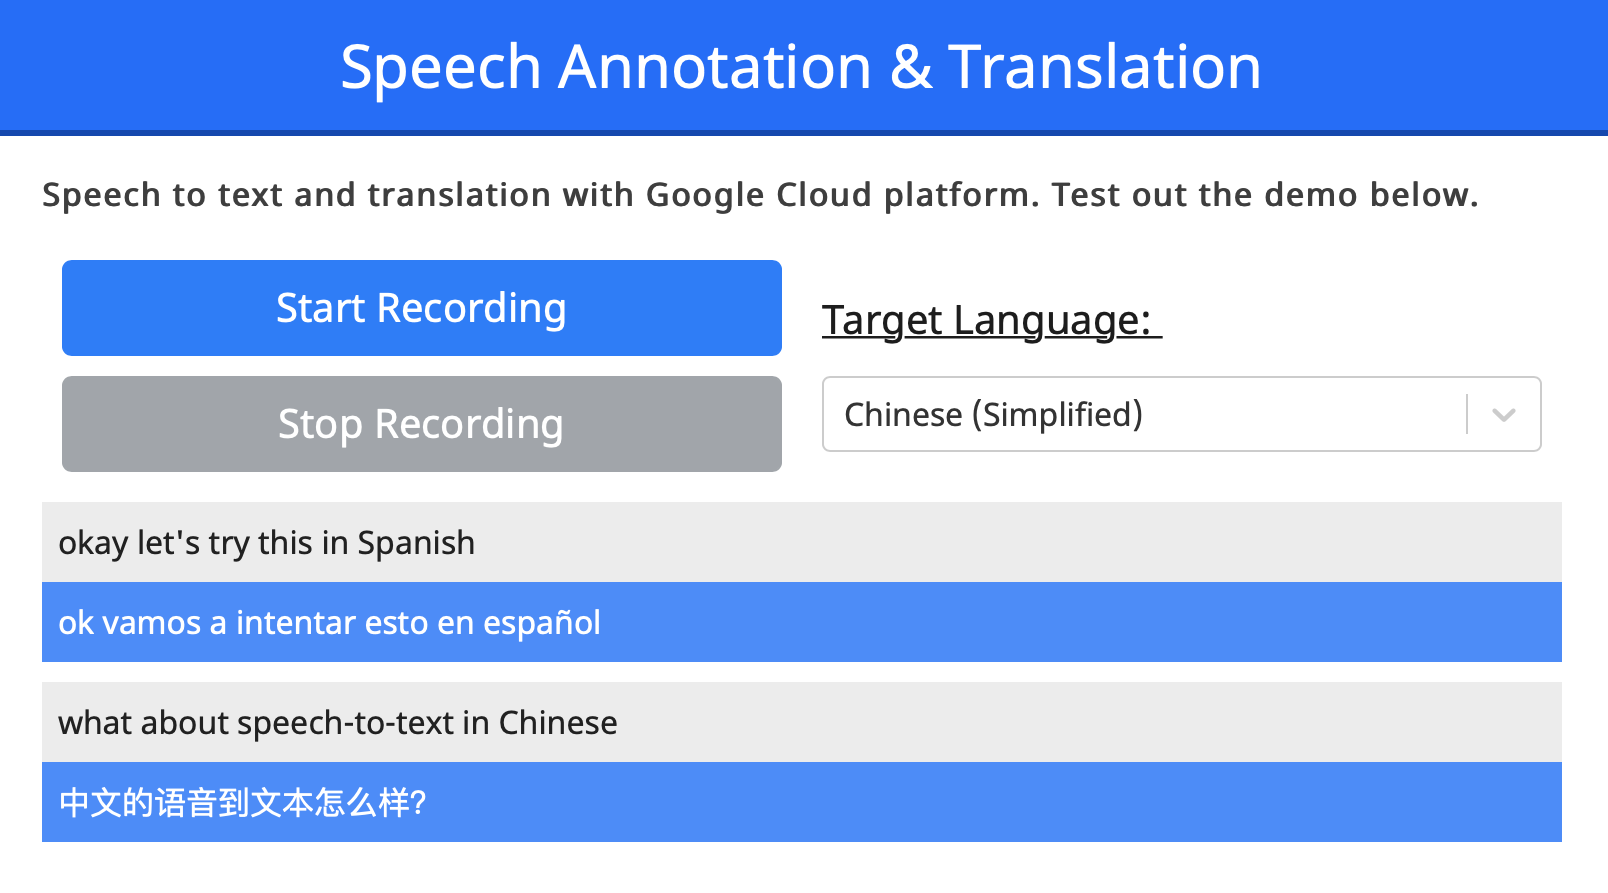 Speech Annotation & Translation
Speech to text and translation with Google Cloud platform. Test out the demo below.
Start Recording
Stop Recording
Target Language:
Chinese (Simplified)
okay let's try this in Spanish
ok vamos a intentar esto en español
what about speech-to-text in Chinese
中文的语音到文本怎么样?